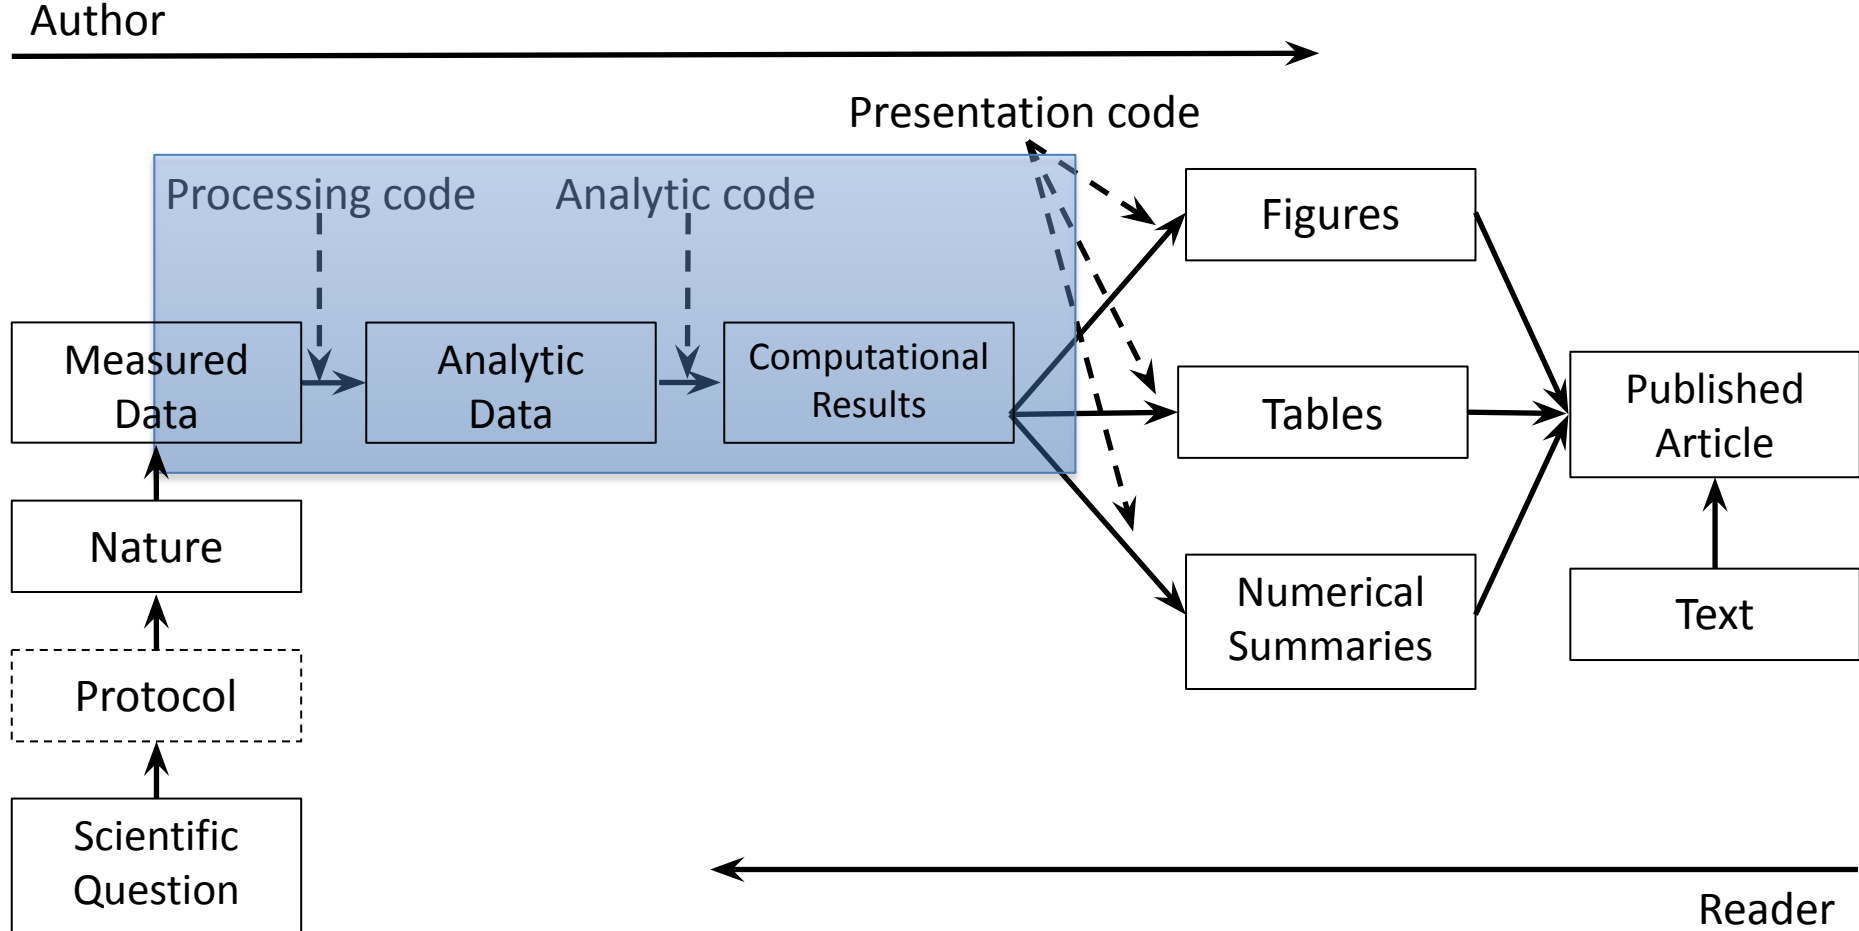 Author
Presentation code
Processing code
Analytic code
Figures
Measured
Data
Analytic
Data
Computational
Results
Tables
Published
Article
Nature
Numerical
Summaries
Text
Protocol
Scientific
Question
Reader